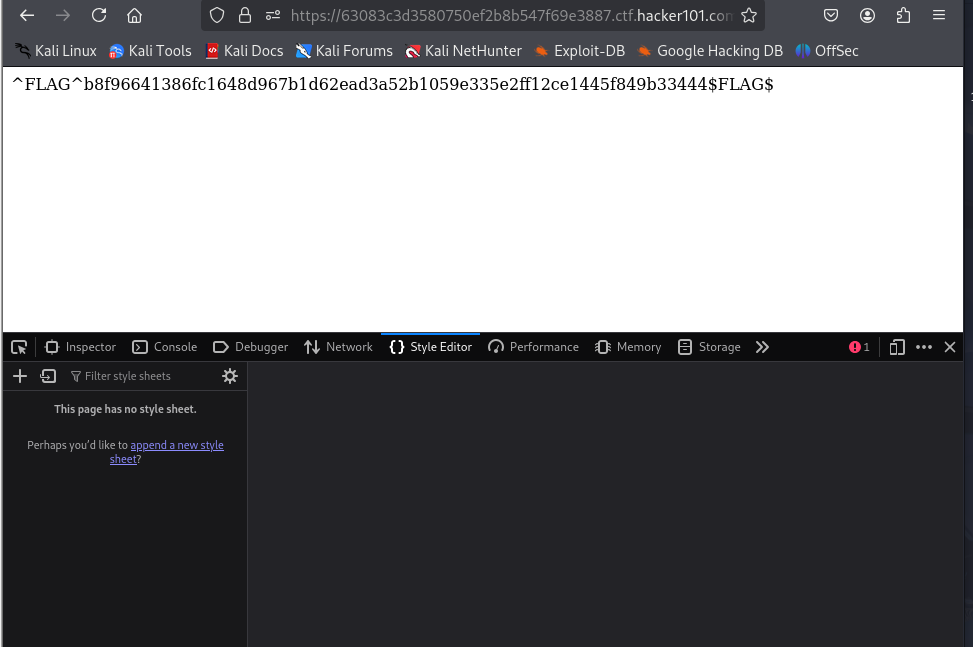 https://63083c3d3580750ef2b8b547f69e3887.ctf.hacker101.con
Kali Linux Kali Tools Kali Docs Kali Forums Kali NetHunter Exploit-DB Google Hacking DB OffSec
^FLAG^b8f96641386fc1648d967b1d62ead3a52b1059e335e2ff12ce1445f849b33444$FLAG$
Inspector Console Debugger Network {} Style Editor Performance Memory Storage 1
Filter style sheets
This page has no style sheet.
Perhaps you’d like to append a new style
sheet?